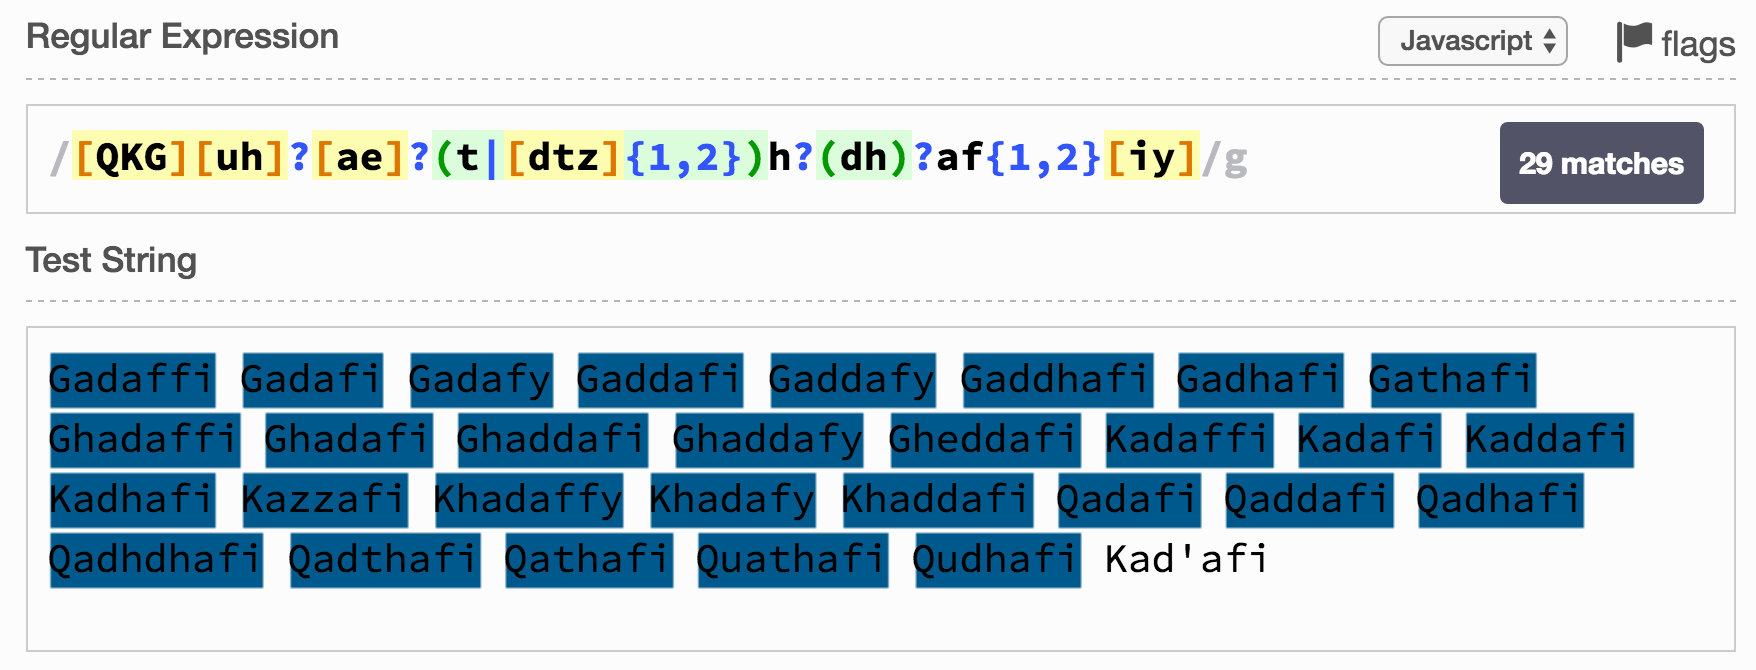 Regular Expression Javascript flags
/[QKG][uh]?[ae]?(t|[dtz]{1,2})h?(dh)?af{1,2}[iy]/g 29 matches
Test String
Gadaffi Gadafi Gadafy Gaddafi Gaddafy Gaddhafi Gadhafi Gathafi
Ghadaffi Ghadafi Ghaddafi Ghaddafy Gheddafi Kadaffi Kadafi Kaddafi
Kadhafi Kazzafi Khadaffy Khadafy Khaddafi Qadafi Qaddafi Qadhafi
Qadhdhafi Qadthafi Qathafi Quathafi Qudhafi Kad'afi